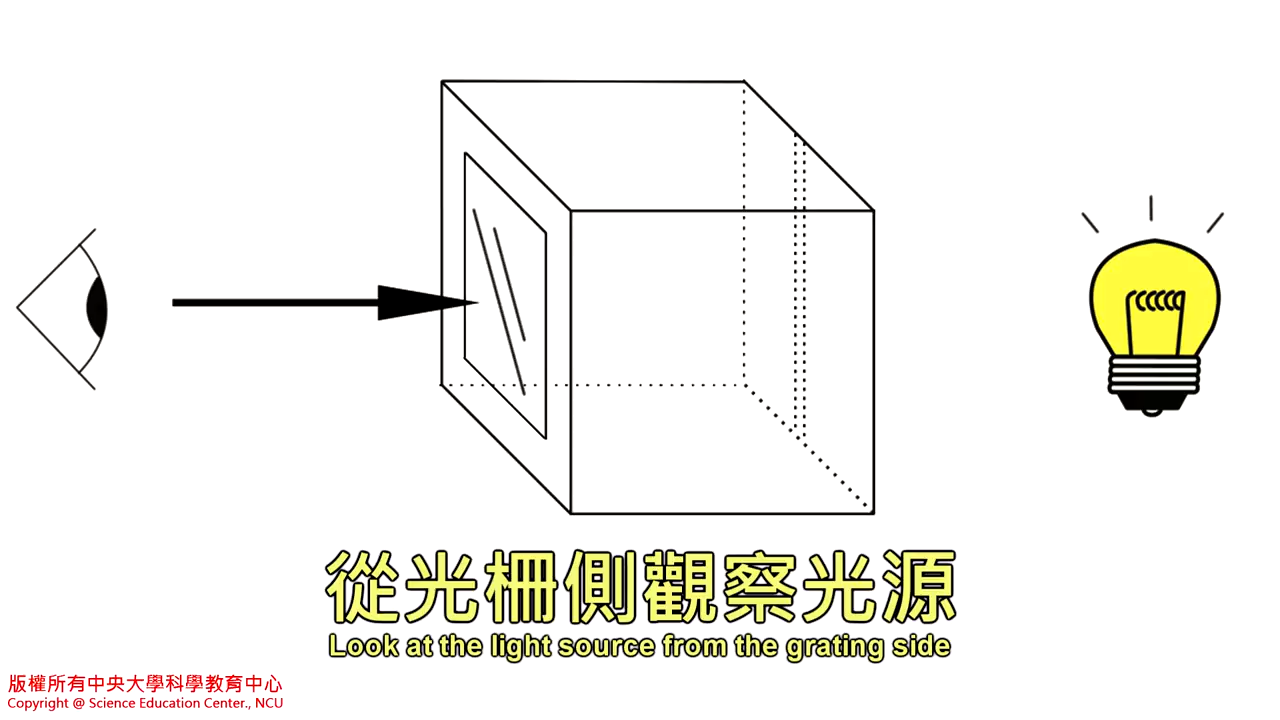 從光柵側觀察光源
Look at the light source from the grating side
版權所有中央大學科學教育中心
Copyright @ Science Education Center., NCU